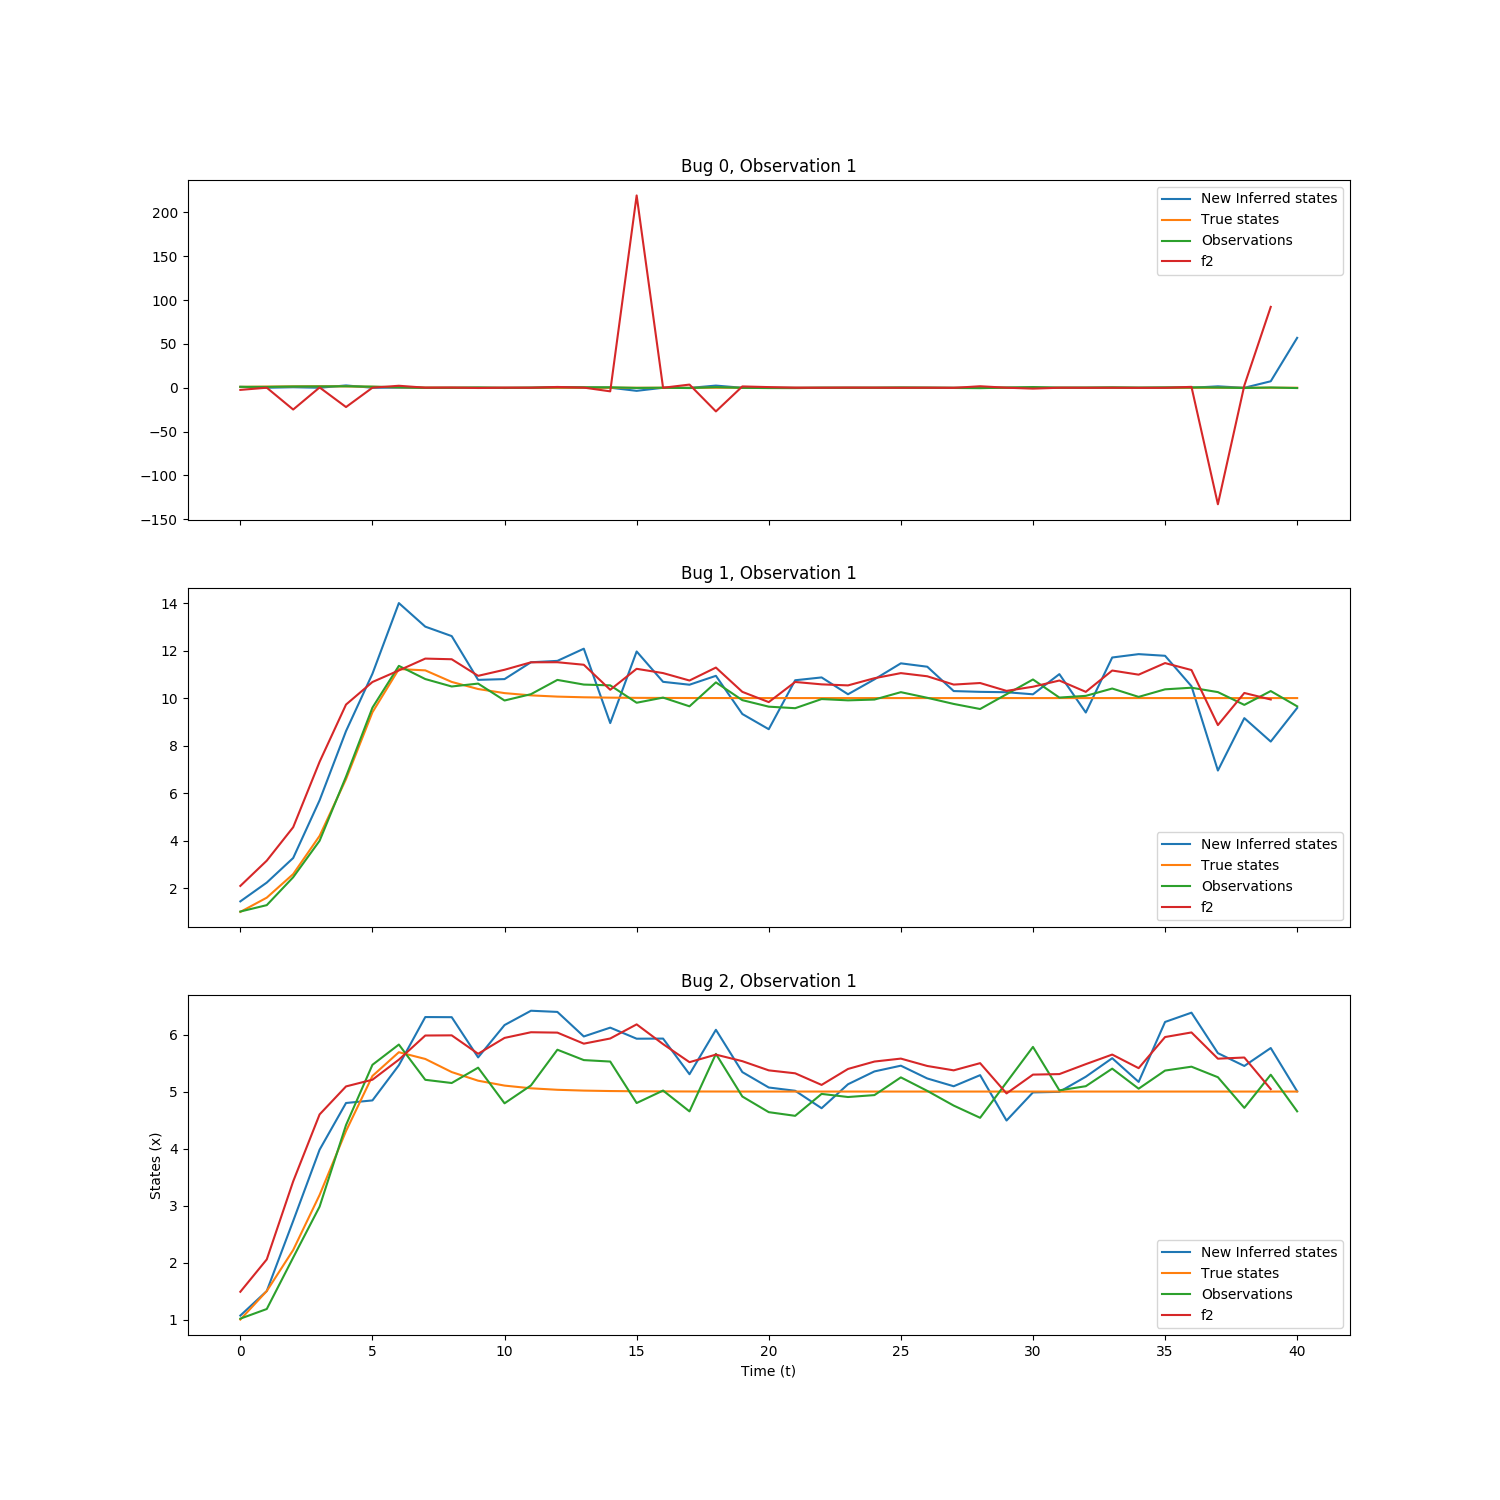 Bug 0, Observation 1
200
150
100
50
0
−50
−100
−150
New Inferred states
True states
Observations
f2
Bug 1, Observation 1
14
12
10
8
6
4
2
New Inferred states
True states
Observations
f2
Bug 2, Observation 1
States (x)
6
5
4
3
2
1
New Inferred states
True states
Observations
f2
0 5 10 15 20 25 30 35 40
Time (t)